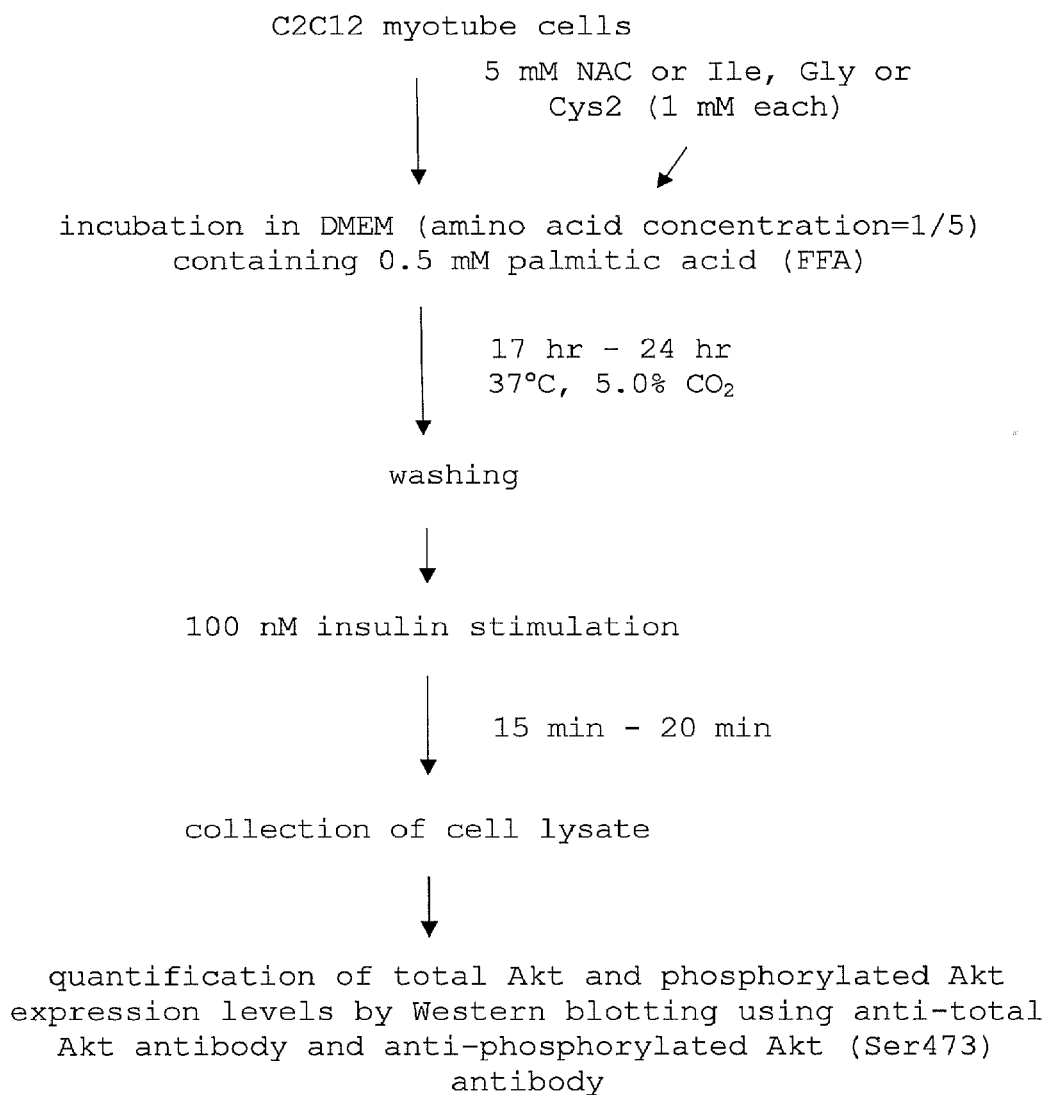 C2C12 myotube cells
5 mM NAC or Ile, Gly or
Cys2 (1 mM each)
incubation in DMEM (amino acid concentration=1/5)
containing 0.5 mM palmitic acid (FFA)
17 hr - 24 hr
37°C, 5.0% CO₂
washing
100 nM insulin stimulation
15 min - 20 min
collection of cell lysate
quantification of total Akt and phosphorylated Akt
expression levels by Western blotting using anti-total
Akt antibody and anti-phosphorylated Akt (Ser473)
antibody